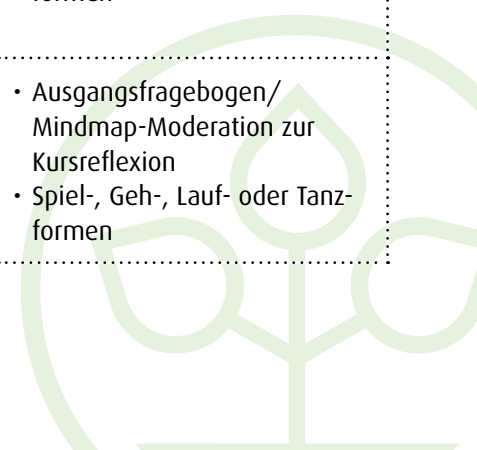 formen
• Ausgangsfragebogen/
Mindmap-Moderation zur
Kursreflexion
• Spiel-, Geh-, Lauf- oder Tanz-
formen